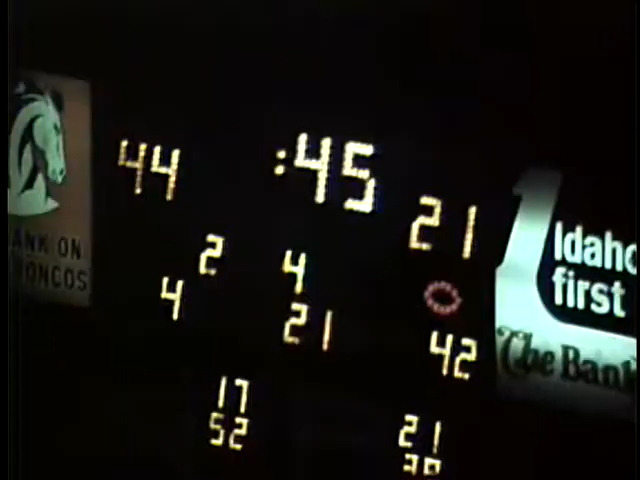 44 :45 21
2 4
4 21 42
17 21
52
ANK ON
RONCOS
Idaho
first
The Bank